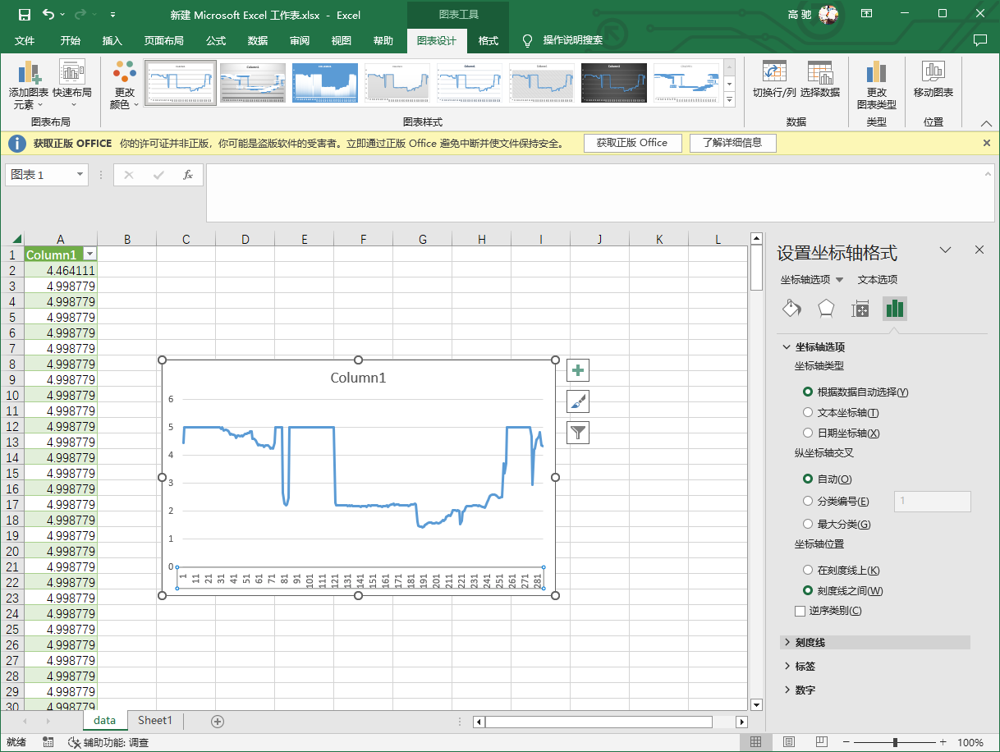 新建 Microsoft Excel 工作表.xlsx - Excel
图表工具
高 驰
文件 开始 插入 页面布局 公式 数据 审阅 视图 帮助 图表设计 格式 操作说明搜索
添加图表元素
快速布局
图表布局
更改颜色
图表样式
切换行/列
选择数据
数据
更改图表类型
类型
移动图表
位置
获取正版 OFFICE 你的许可证并非正版，你可能是盗版软件的受害者。立即通过正版 Office 避免中断并使文件保持安全。 获取正版 Office 了解详细信息
图表 1
fx
A B C D E F G H I J K L
1 Column1
2 4.464111
3 4.998779
4 4.998779
5 4.998779
6 4.998779
7 4.998779
8 4.998779
9 4.998779
10 4.998779
11 4.998779
12 4.998779
13 4.998779
14 4.998779
15 4.998779
16 4.998779
17 4.998779
18 4.998779
19 4.998779
20 4.998779
21 4.998779
22 4.998779
23 4.998779
24 4.998779
25 4.998779
26 4.998779
27 4.998779
28 4.998779
29 4.998779
30 4.998779
Column1
6
5
4
3
2
1
0
1 11 21 31 41 51 61 71 81 91 101 111 121 131 141 151 161 171 181 191 201 211 221 231 241 251 261 271 281
设置坐标轴格式
坐标轴选项 文本选项
坐标轴选项
坐标轴类型
根据数据自动选择(Y)
文本坐标轴(T)
日期坐标轴(X)
纵坐标轴交叉
自动(O)
分类编号(E) 1
最大分类(G)
坐标轴位置
在刻度线上(K)
刻度线之间(W)
逆序类别(C)
刻度线
标签
数字
data Sheet1
就绪 辅助功能: 调查 100%